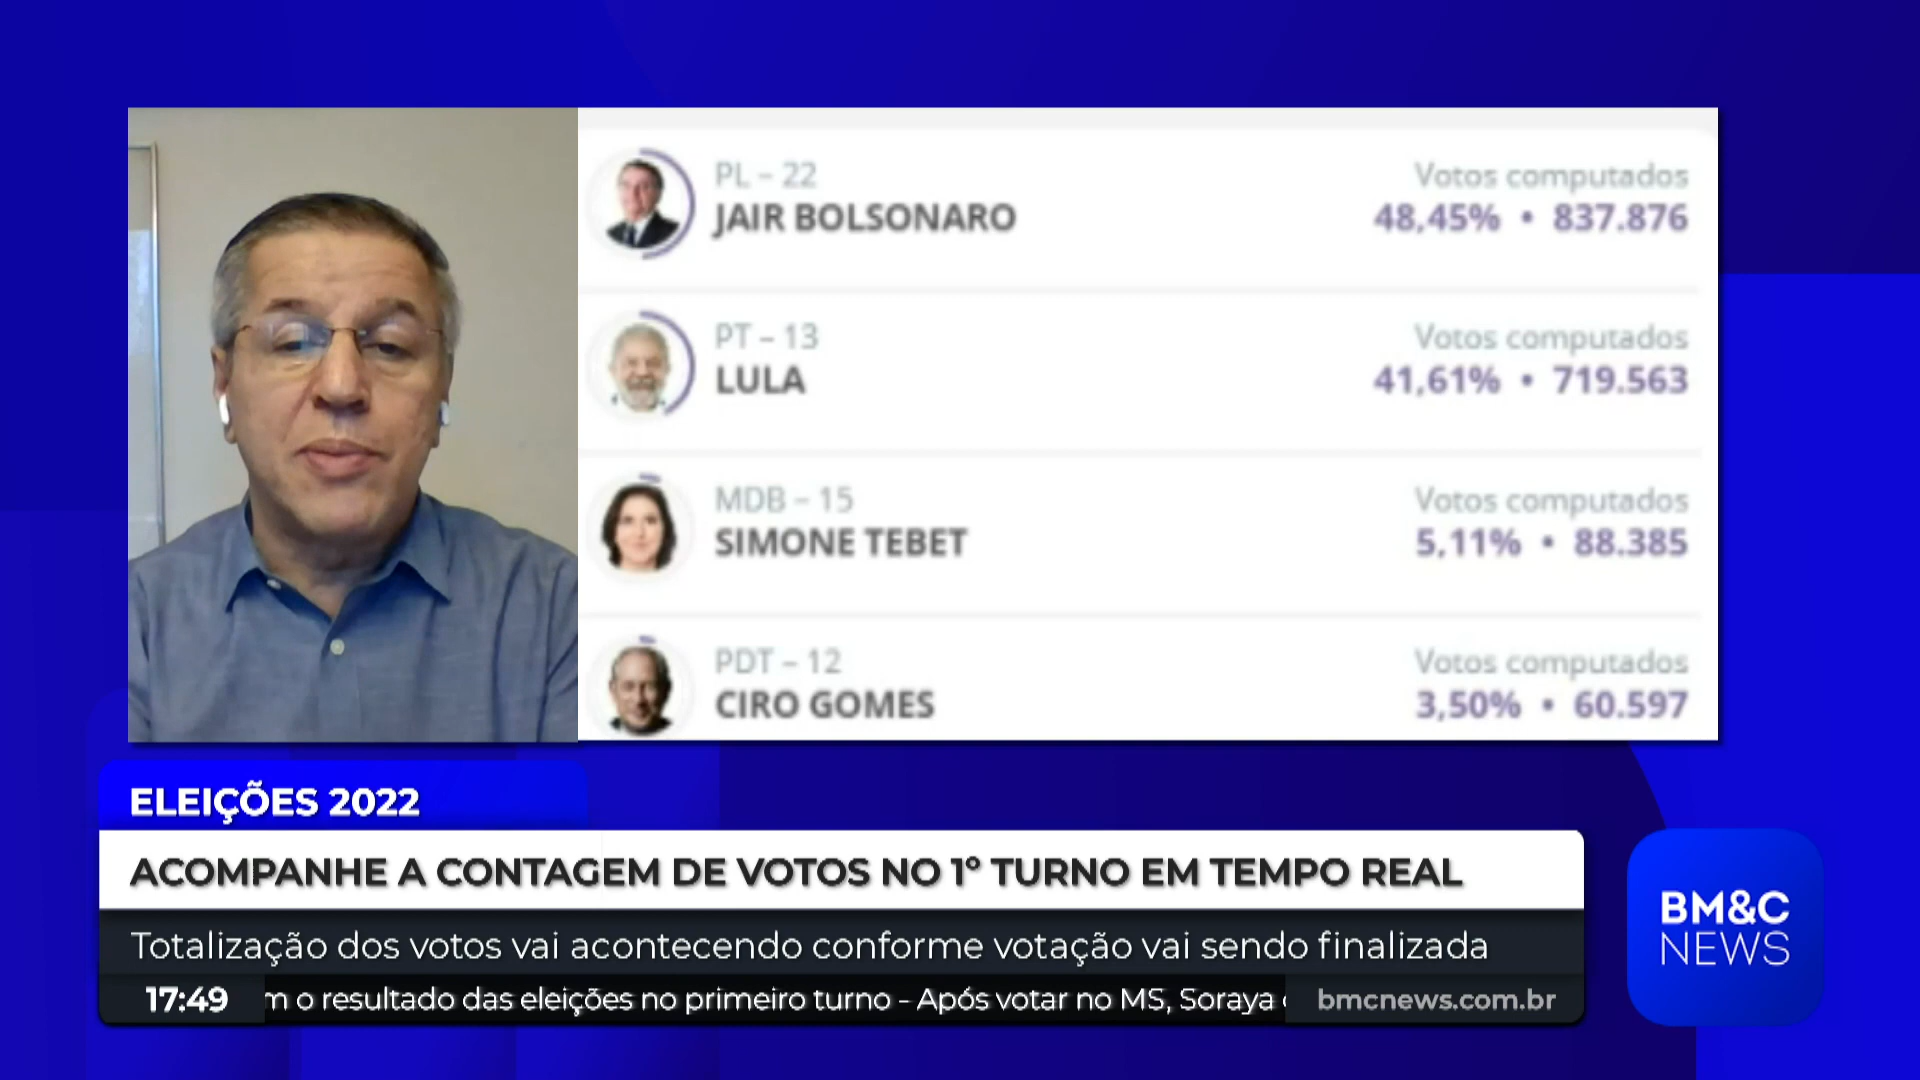 PL – 22
JAIR BOLSONARO
Votos computados
48,45% • 837.876
PT – 13
LULA
Votos computados
41,61% • 719.563
MDB – 15
SIMONE TEBET
Votos computados
5,11% • 88.385
PDT – 12
CIRO GOMES
Votos computados
3,50% • 60.597
ELEIÇÕES 2022
ACOMPANHE A CONTAGEM DE VOTOS NO 1º TURNO EM TEMPO REAL
Totalização dos votos vai acontecendo conforme votação vai sendo finalizada
17:49
m o resultado das eleições no primeiro turno - Após votar no MS, Soraya
bmcnews.com.br
BM&C
NEWS